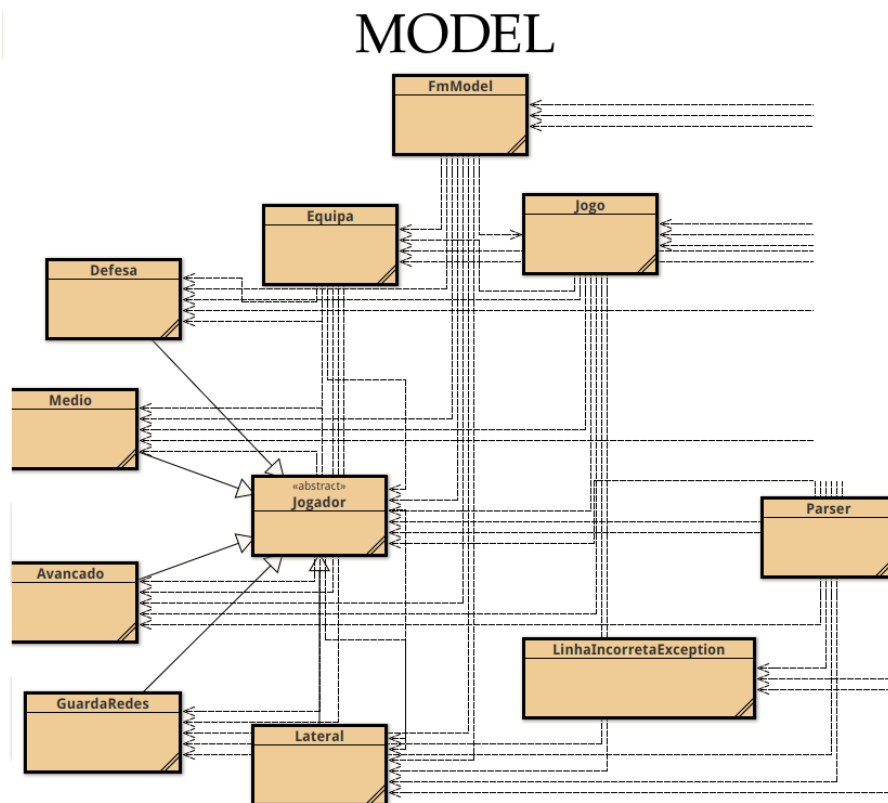 MODEL
FmModel
Equipa
Jogo
Defesa
Medio
«abstract»
Jogador
Parser
Avancado
LinhaIncorretaException
GuardaRedes
Lateral